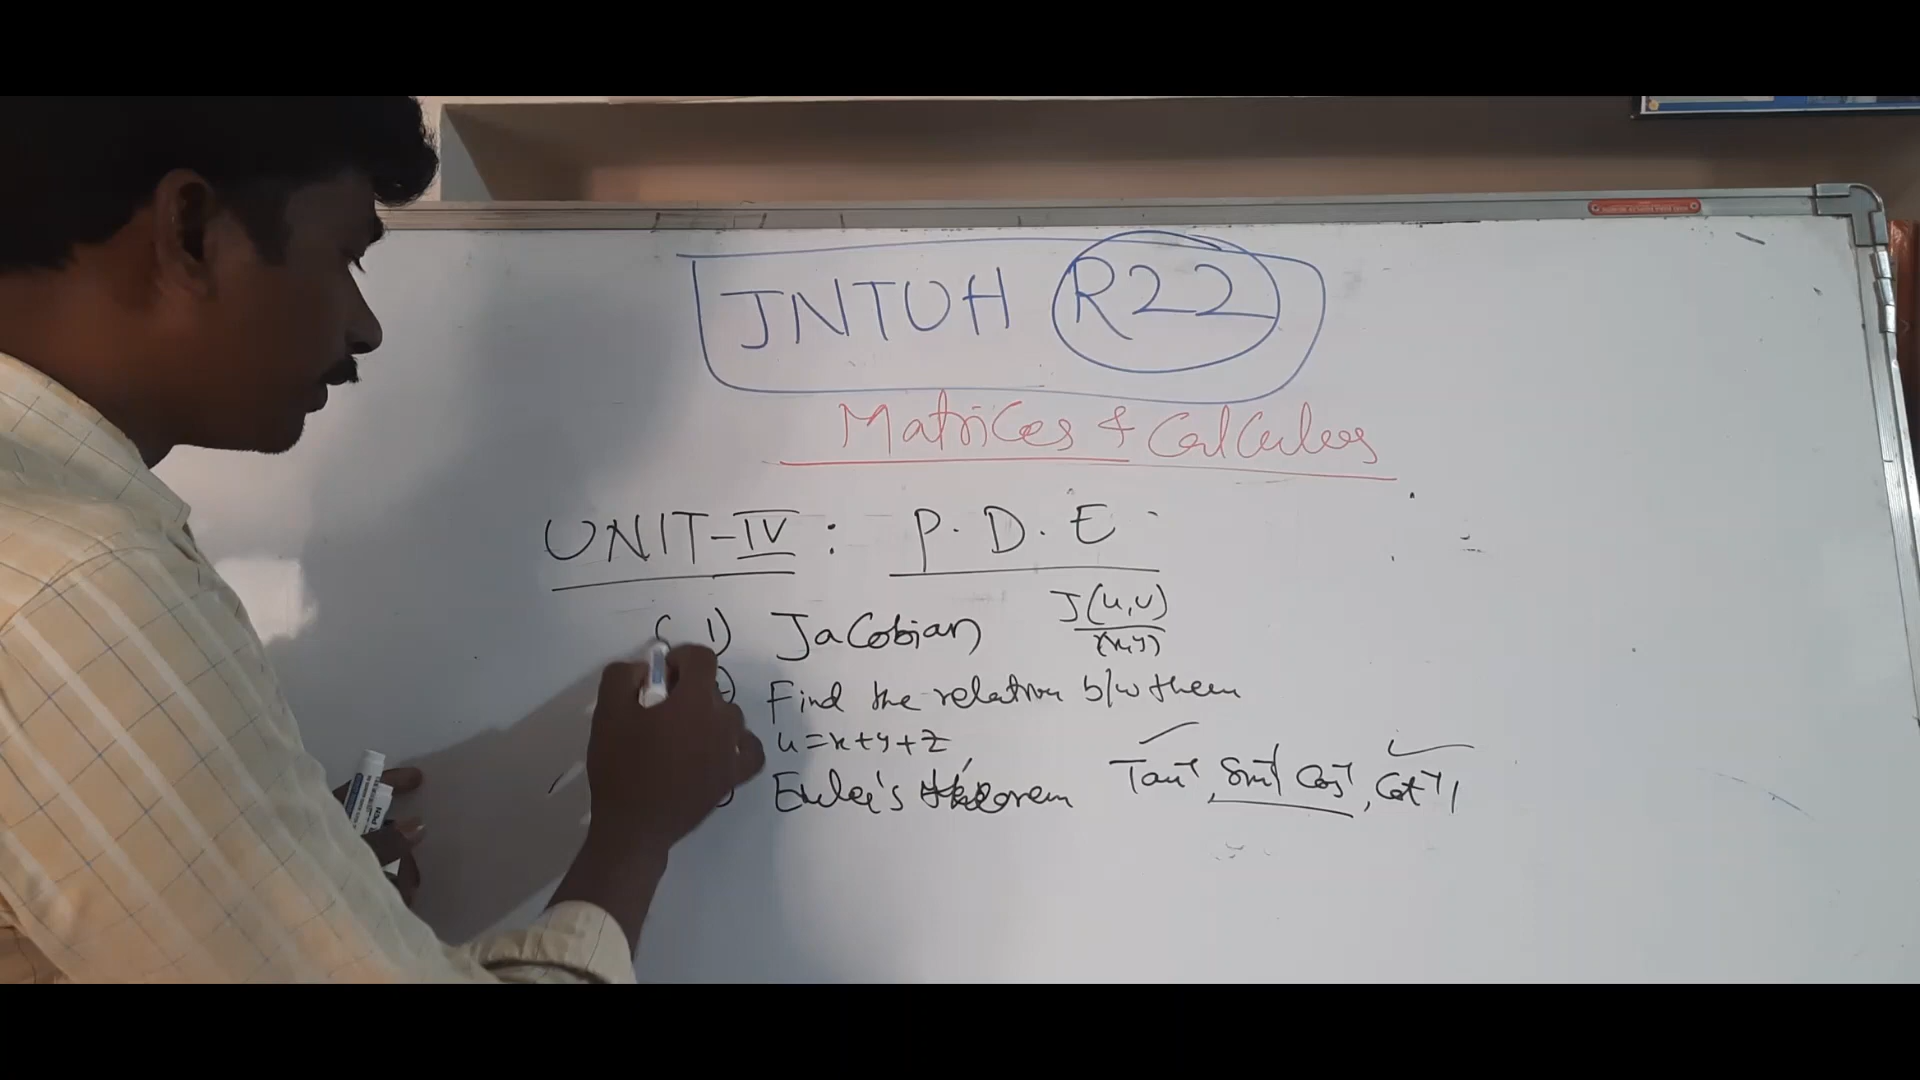 JNTUH R22
Matrices & Calculus
UNIT-IV : P. D. E.
1) Jacobian J(u,v)/(x,y)
Find the relation b/w them
u=x+y+z
Euler's theorem Tan⁻¹, Sin⁻¹ Cos⁻¹, Cot⁻¹,